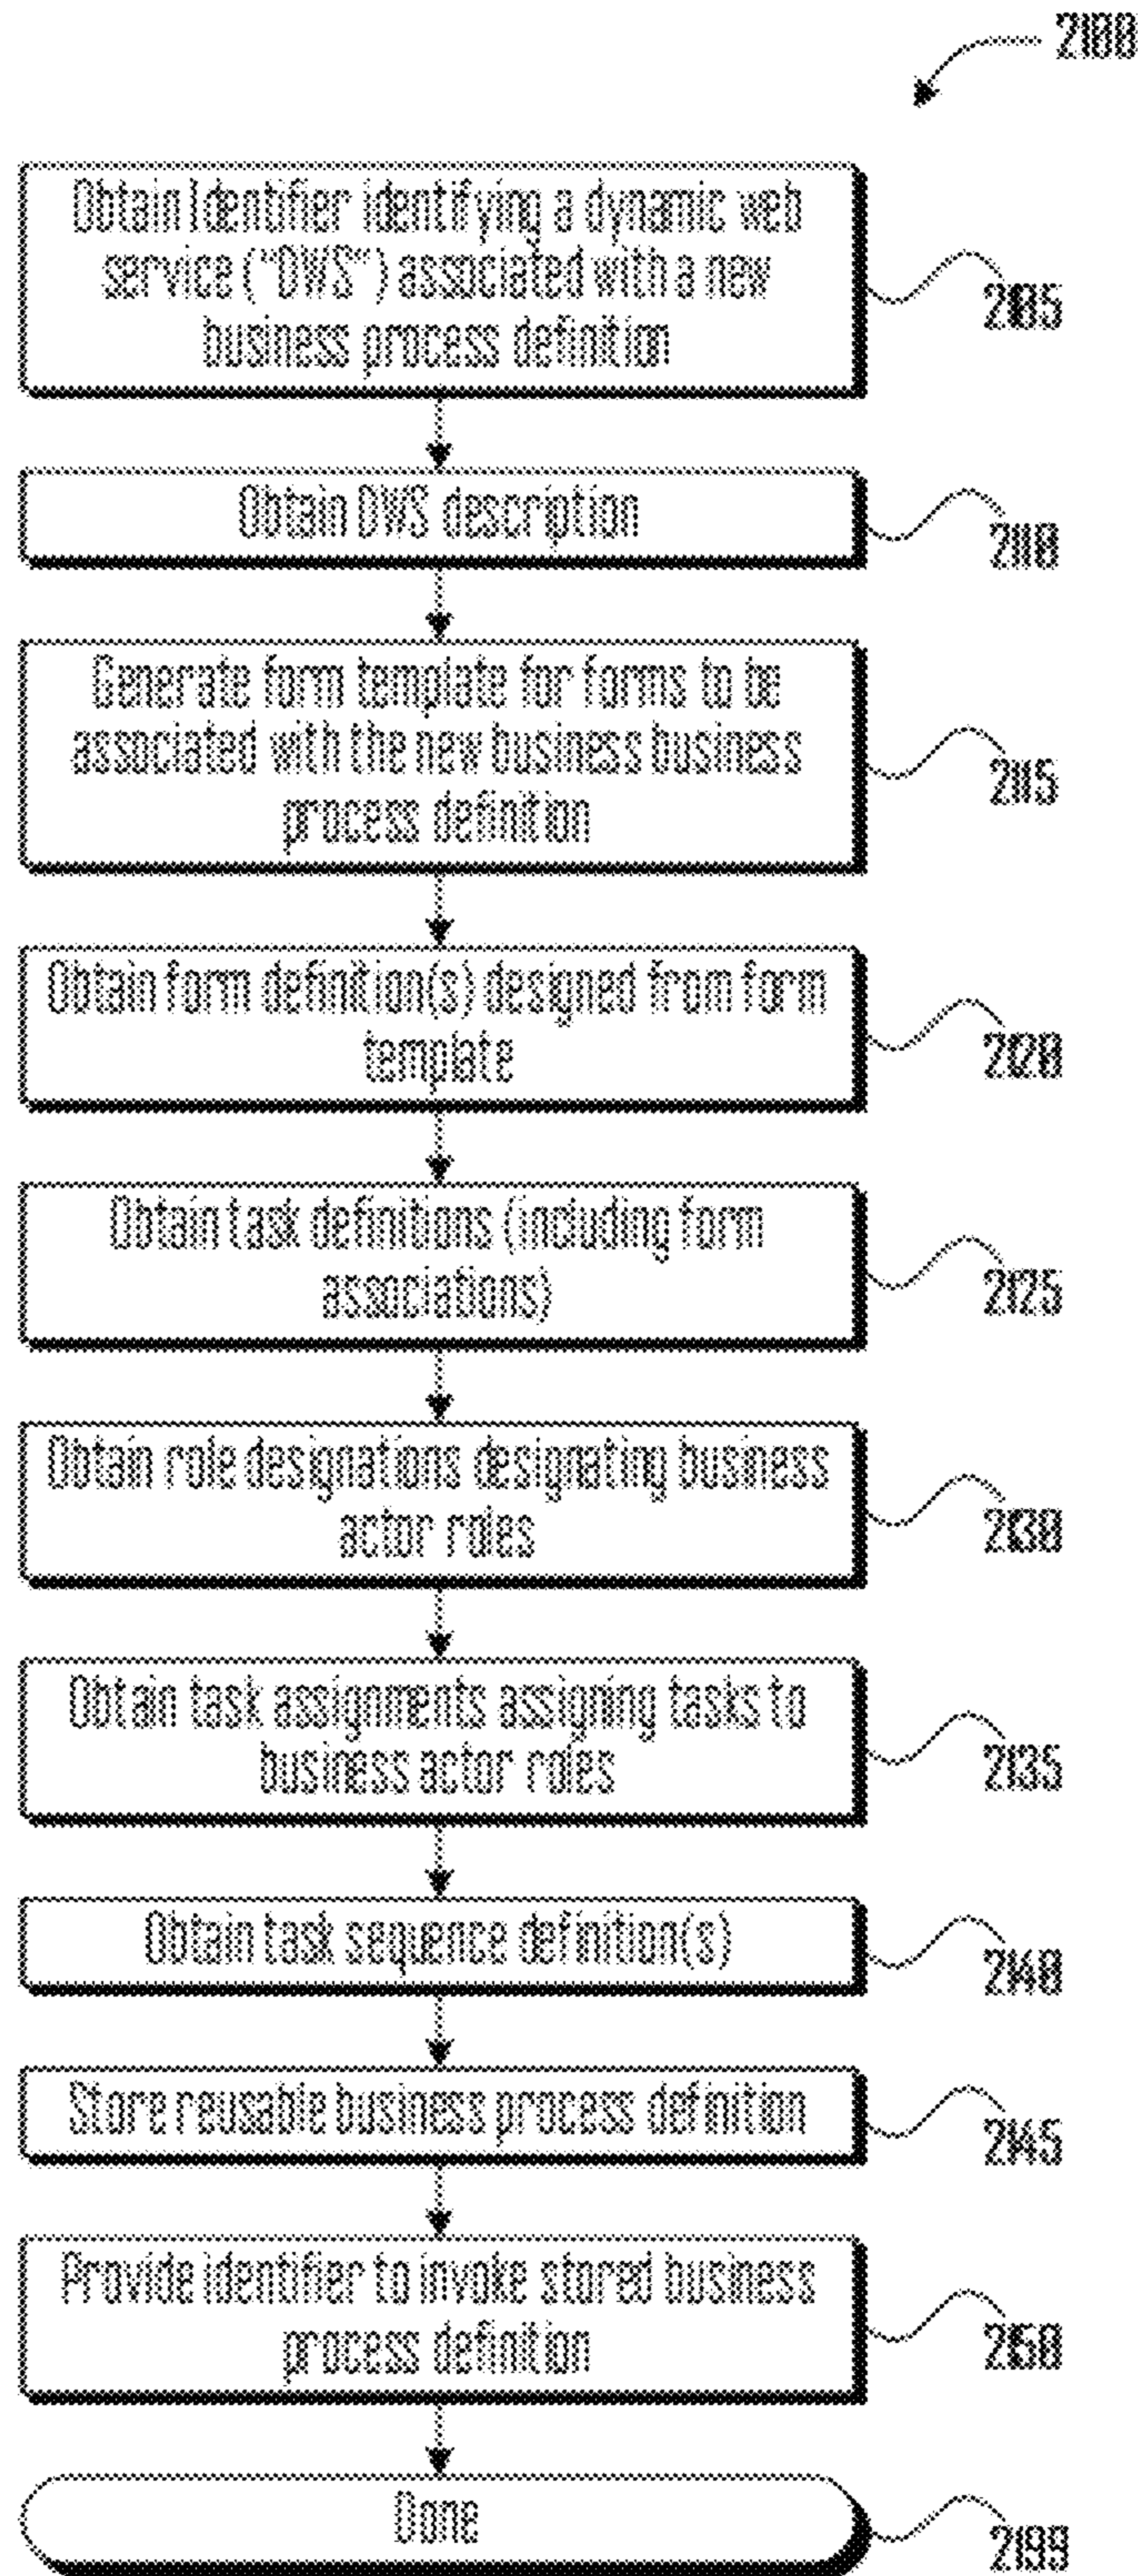 2100
Obtain Identifier identifying a dynamic web
service ("DWS") associated with a new
business process definition
2105
Obtain DWS description
2110
Generate form template for forms to be
associated with the new business business
process definition
2115
Obtain form definition(s) designed from form
template
2120
Obtain task definitions (including form
associations)
2125
Obtain role designations designating business
actor roles
2130
Obtain task assignments assigning tasks to
business actor roles
2135
Obtain task sequence definition(s)
2140
Store reusable business process definition
2145
Provide identifier to invoke stored business
process definition
2150
Done
2199